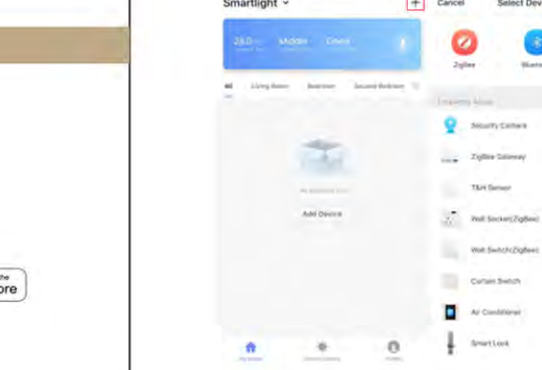 Smartlight
Cancel
Select Devi
28.0
Middle
Good
ZigBee
Bluetoo
All
Living Room
Bedroom
Second Bedroom
Security Camera
ZigBee Gateway
T&H Sensor
Add Device
Wall Socket(ZigBee)
Wall Switch(ZigBee)
Curtain Switch
the
ore
Air Conditioner
Smart Lock